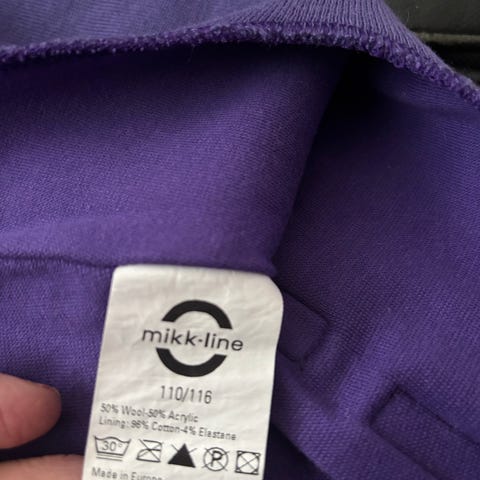 mikk-line
110/116
50% Wool-50% Acrylic
Lining: 96% Cotton-4% Elastane
30° P
Made in Europe